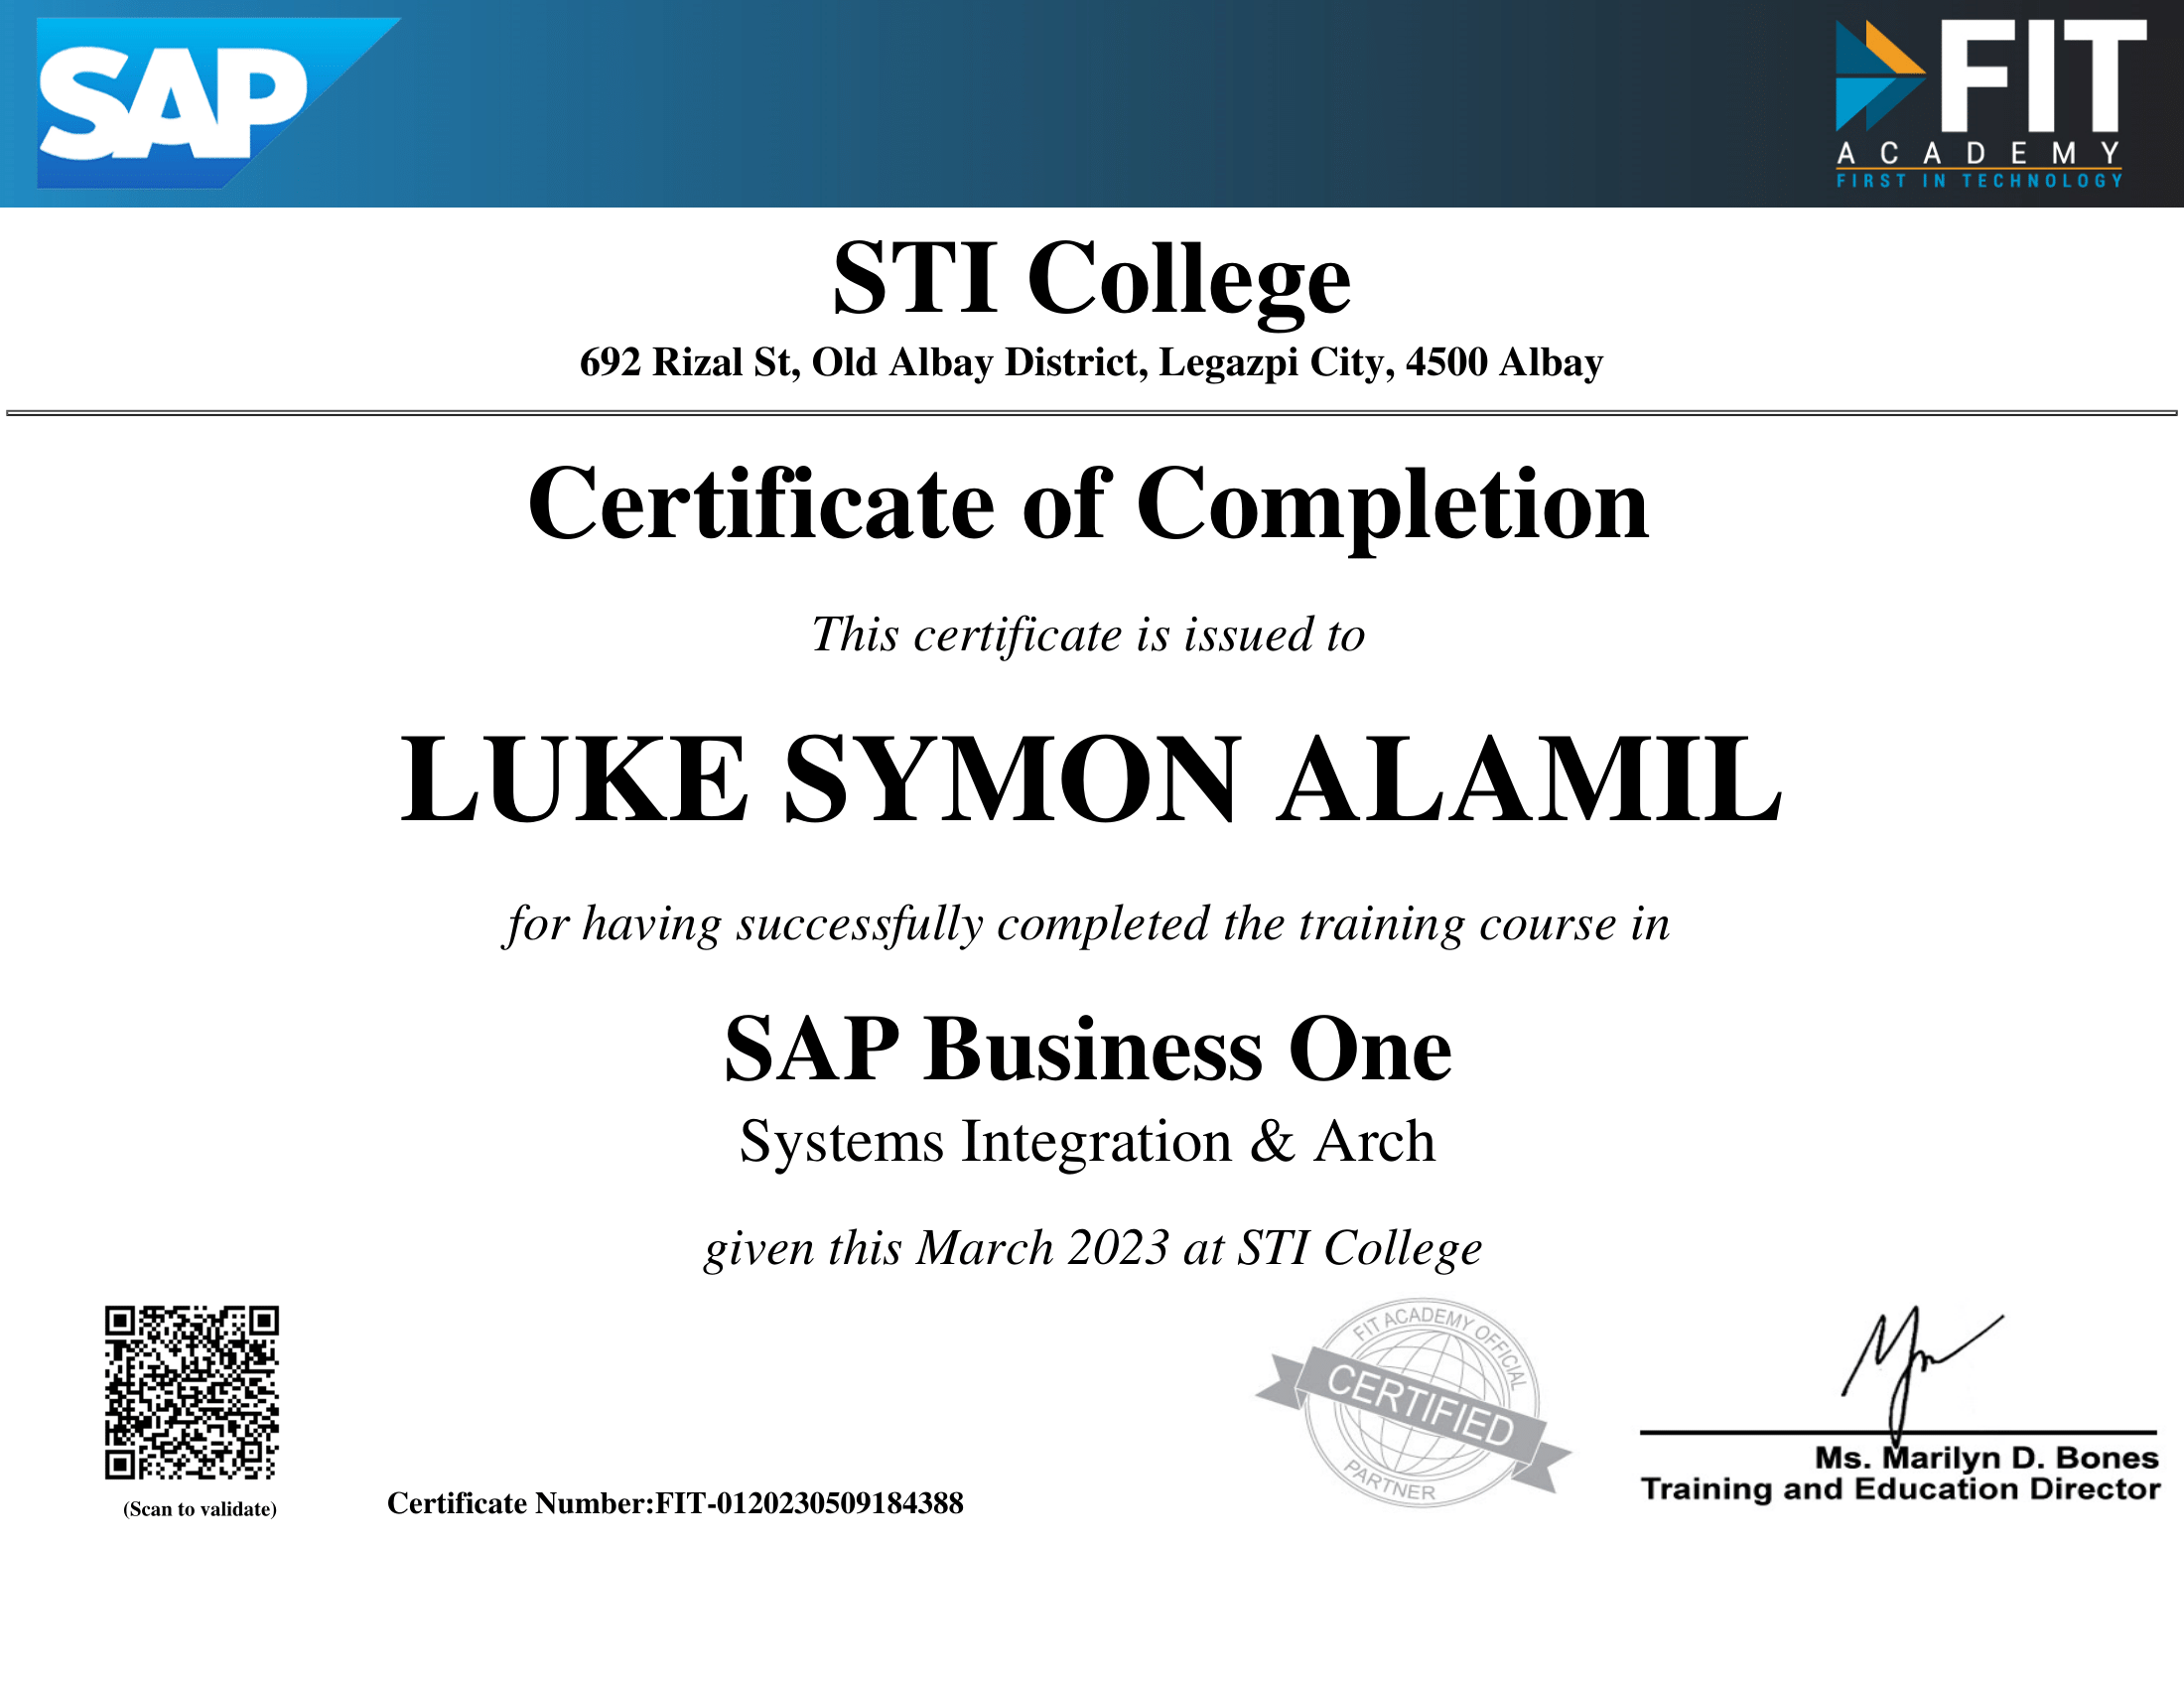 SAP
FIT
ACADEMY
FIRST IN TECHNOLOGY
STI College
692 Rizal St, Old Albay District, Legazpi City, 4500 Albay
Certificate of Completion
This certificate is issued to
LUKE SYMON ALAMIL
for having successfully completed the training course in
SAP Business One
Systems Integration & Arch
given this March 2023 at STI College
(Scan to validate)
Certificate Number:FIT-0120230509184388
FIT ACADEMY OFFICIAL
CERTIFIED
PARTNER
Ms. Marilyn D. Bones
Training and Education Director